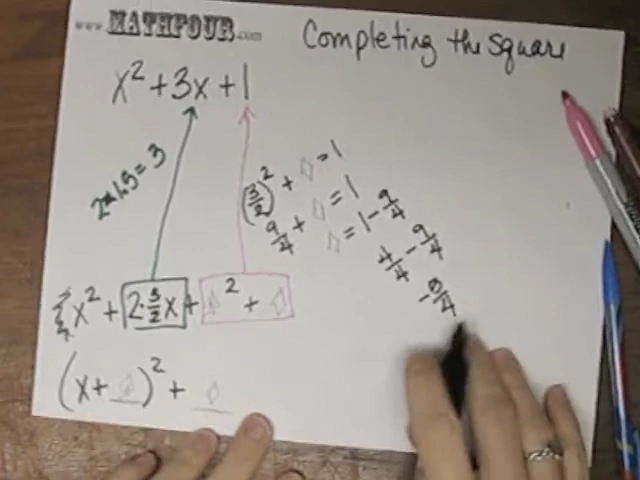 www.MATHFOUR.com
Completing the Square
x² + 3x + 1
2*1.5 = 3
(3/2)² + ◊ = 1
9/4 + ◊ = 1
◊ = 1 - 9/4
4/4 - 9/4
- 5/4
x² + 2·3/2x + ◊² + ◊
(x + ◊)² + ◊